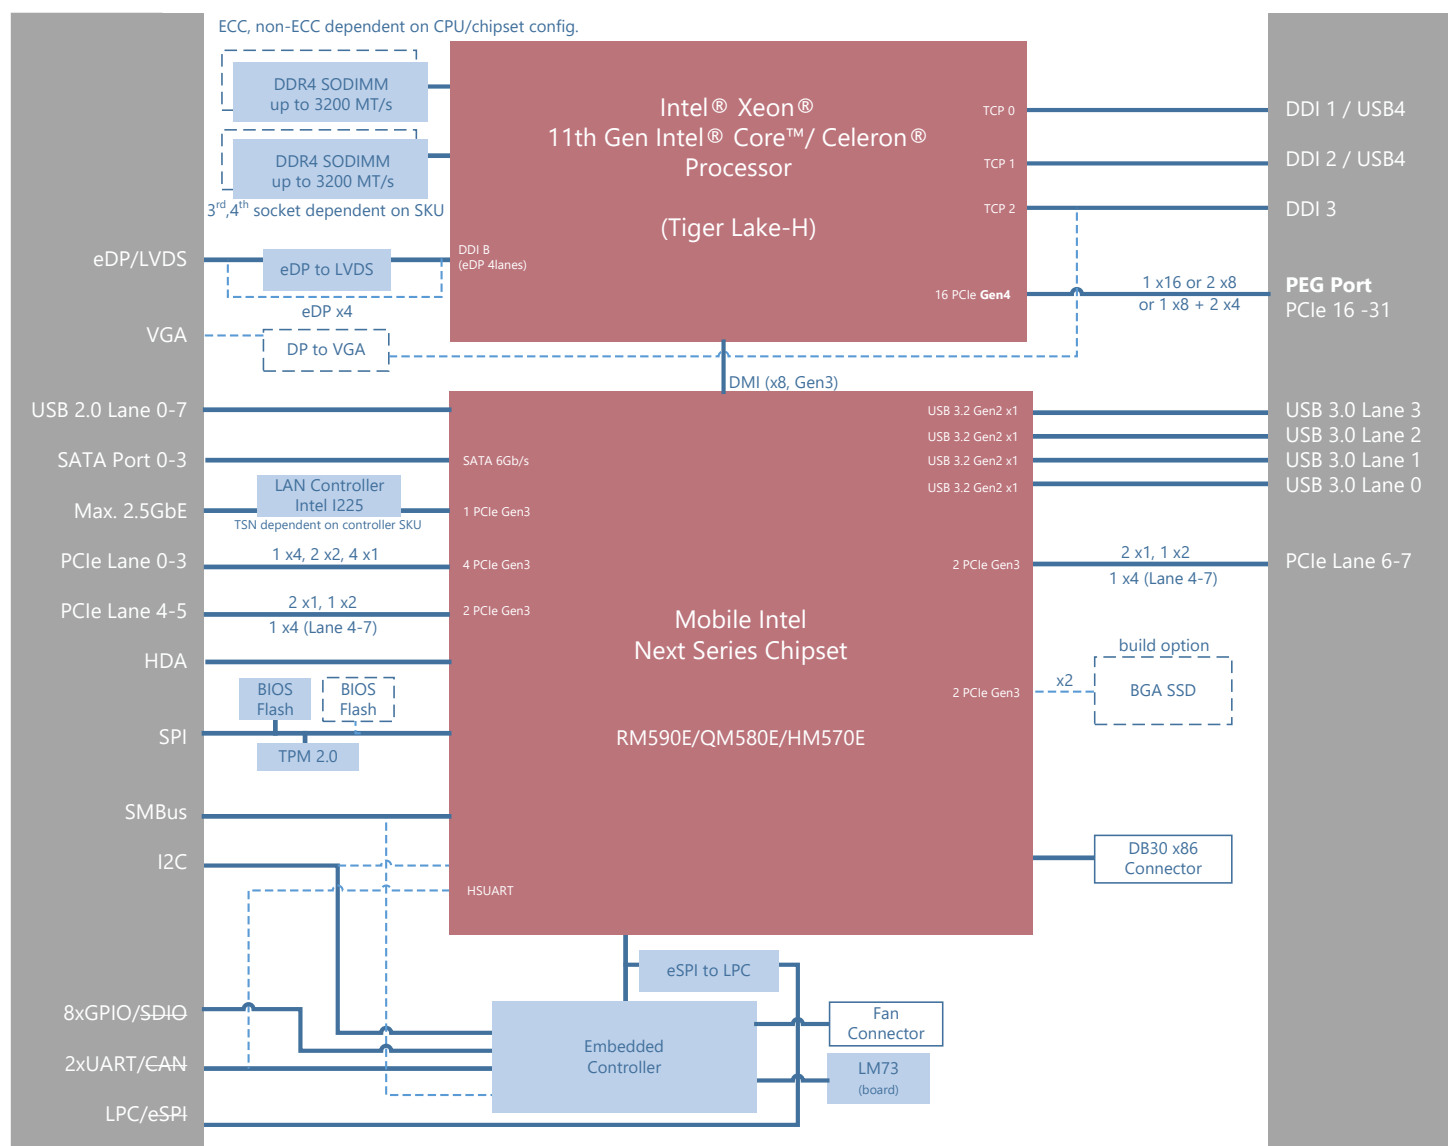 ECC, non-ECC dependent on CPU/chipset config.
DDR4 SODIMM
up to 3200 MT/s
DDR4 SODIMM
up to 3200 MT/s
3rd,4th socket dependent on SKU
eDP/LVDS
eDP to LVDS
DDI B
(eDP 4lanes)
eDP x4
VGA
DP to VGA
Intel® Xeon®
11th Gen Intel® Core™/ Celeron®
Processor
(Tiger Lake-H)
TCP 0
TCP 1
TCP 2
16 PCIe Gen4
DDI 1 / USB4
DDI 2 / USB4
DDI 3
1 x16 or 2 x8
or 1 x8 + 2 x4
PEG Port
PCIe 16 -31
DMI (x8, Gen3)
USB 2.0 Lane 0-7
SATA Port 0-3
SATA 6Gb/s
LAN Controller
Intel I225
Max. 2.5GbE
TSN dependent on controller SKU
1 PCIe Gen3
PCIe Lane 0-3
1 x4, 2 x2, 4 x1
4 PCIe Gen3
PCIe Lane 4-5
2 x1, 1 x2
1 x4 (Lane 4-7)
2 PCIe Gen3
HDA
BIOS
Flash
BIOS
Flash
SPI
TPM 2.0
SMBus
I2C
HSUART
Mobile Intel
Next Series Chipset
RM590E/QM580E/HM570E
USB 3.2 Gen2 x1
USB 3.2 Gen2 x1
USB 3.2 Gen2 x1
USB 3.2 Gen2 x1
USB 3.0 Lane 3
USB 3.0 Lane 2
USB 3.0 Lane 1
USB 3.0 Lane 0
2 PCIe Gen3
2 x1, 1 x2
1 x4 (Lane 4-7)
PCIe Lane 6-7
build option
2 PCIe Gen3
x2
BGA SSD
DB30 x86
Connector
eSPI to LPC
8xGPIO/SDIO
2xUART/CAN
LPC/eSPI
Embedded
Controller
Fan
Connector
LM73
(board)